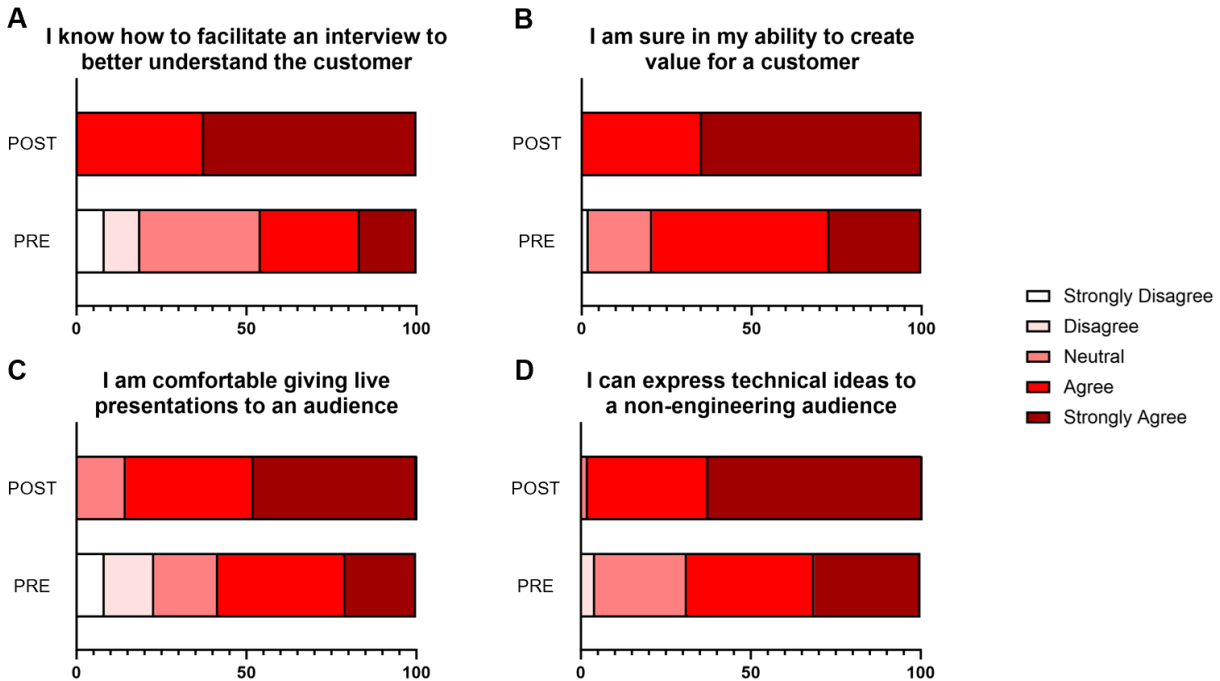 A
I know how to facilitate an interview to
better understand the customer
POST
PRE
0 50 100
B
I am sure in my ability to create
value for a customer
POST
PRE
0 50 100
Strongly Disagree
Disagree
Neutral
Agree
Strongly Agree
C
I am comfortable giving live
presentations to an audience
POST
PRE
0 50 100
D
I can express technical ideas to
a non-engineering audience
POST
PRE
0 50 100